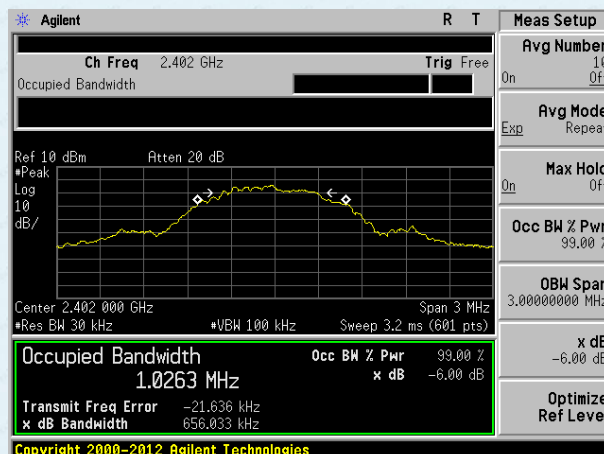 Agilent R T
Ch Freq 2.402 GHz Trig Free
Occupied Bandwidth
Ref 10 dBm Atten 20 dB
#Peak
Log
10
dB/
Center 2.402 000 GHz Span 3 MHz
#Res BW 30 kHz #VBW 100 kHz Sweep 3.2 ms (601 pts)
Occupied Bandwidth Occ BW % Pwr 99.00 %
1.0263 MHz x dB -6.00 dB
Transmit Freq Error -21.636 kHz
x dB Bandwidth 656.033 kHz
Copyright 2000-2012 Agilent Technologies
Meas Setup
Avg Number
10
On Off
Avg Mode
Exp Repeat
Max Hold
On Off
Occ BW % Pwr
99.00 %
OBW Span
3.00000000 MHz
x dB
-6.00 dB
Optimize
Ref Level